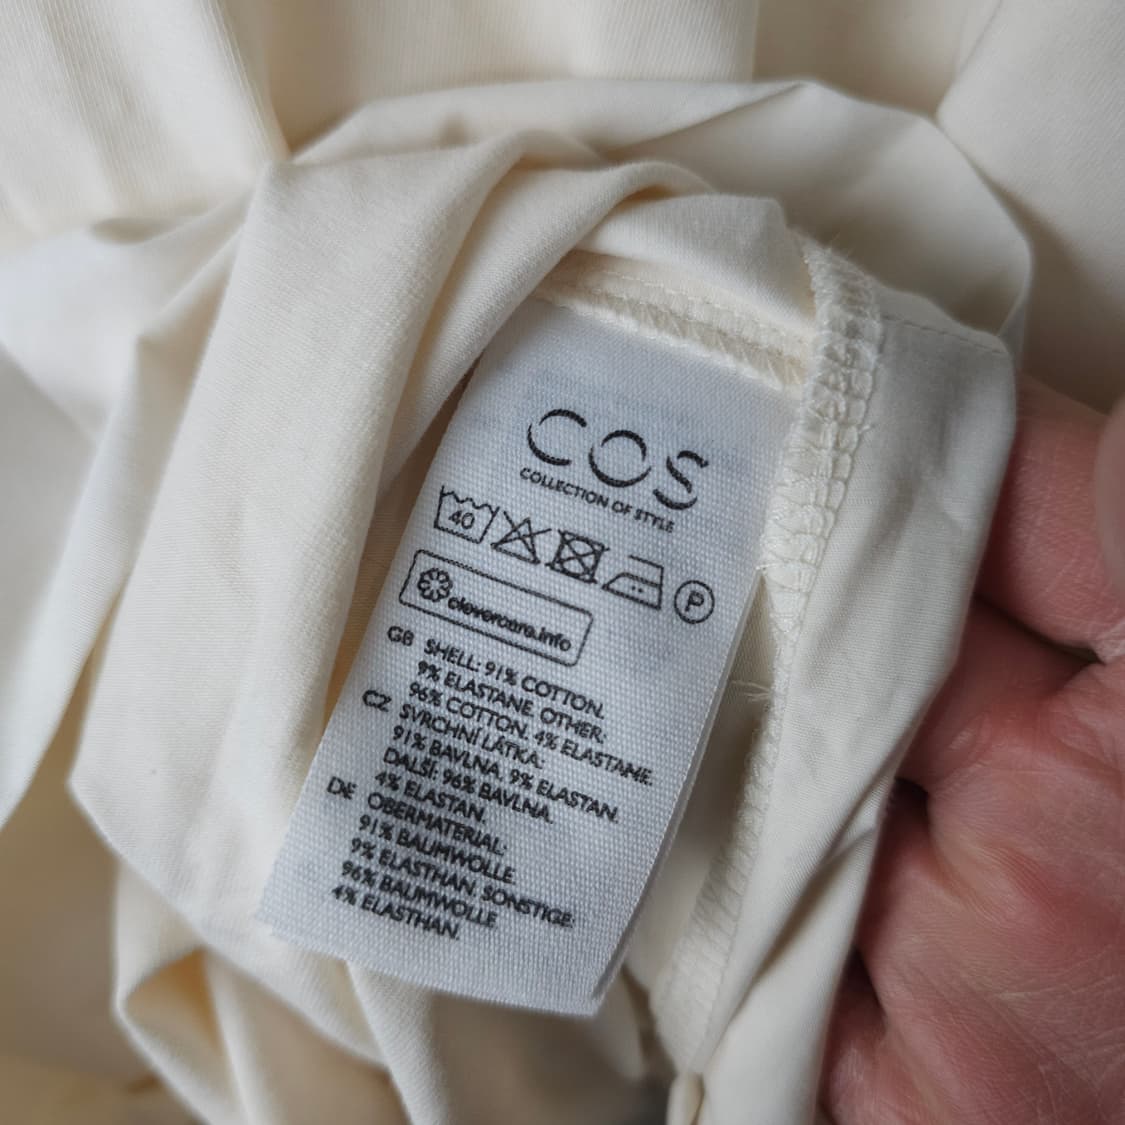 COS
COLLECTION OF STYLE
40
P
clevercare.info
GB SHELL: 91% COTTON.
9% ELASTANE. OTHER.
96% COTTON. 4% ELASTANE.
CZ SVRCHNÍ LÁTKA:
91% BAVLNA. 9% ELASTAN.
DALŠÍ: 96% BAVLNA.
4% ELASTAN.
DE OBERMATERIAL:
91% BAUMWOLLE
9% ELASTHAN. SONSTIGE:
96% BAUMWOLLE
4% ELASTHAN.